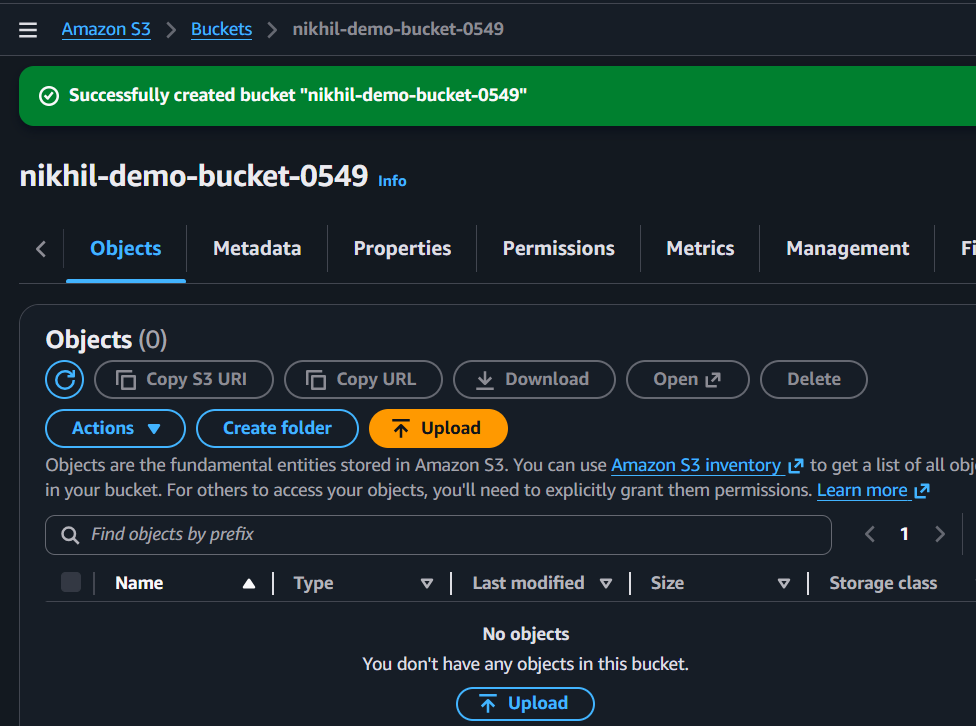 Amazon S3 > Buckets > nikhil-demo-bucket-0549
Successfully created bucket "nikhil-demo-bucket-0549"
nikhil-demo-bucket-0549 Info
Objects Metadata Properties Permissions Metrics Management Fi
Objects (0)
Copy S3 URI Copy URL Download Open Delete
Actions Create folder Upload
Objects are the fundamental entities stored in Amazon S3. You can use Amazon S3 inventory to get a list of all obje
in your bucket. For others to access your objects, you'll need to explicitly grant them permissions. Learn more
Find objects by prefix 1
Name Type Last modified Size Storage class
No objects
You don't have any objects in this bucket.
Upload